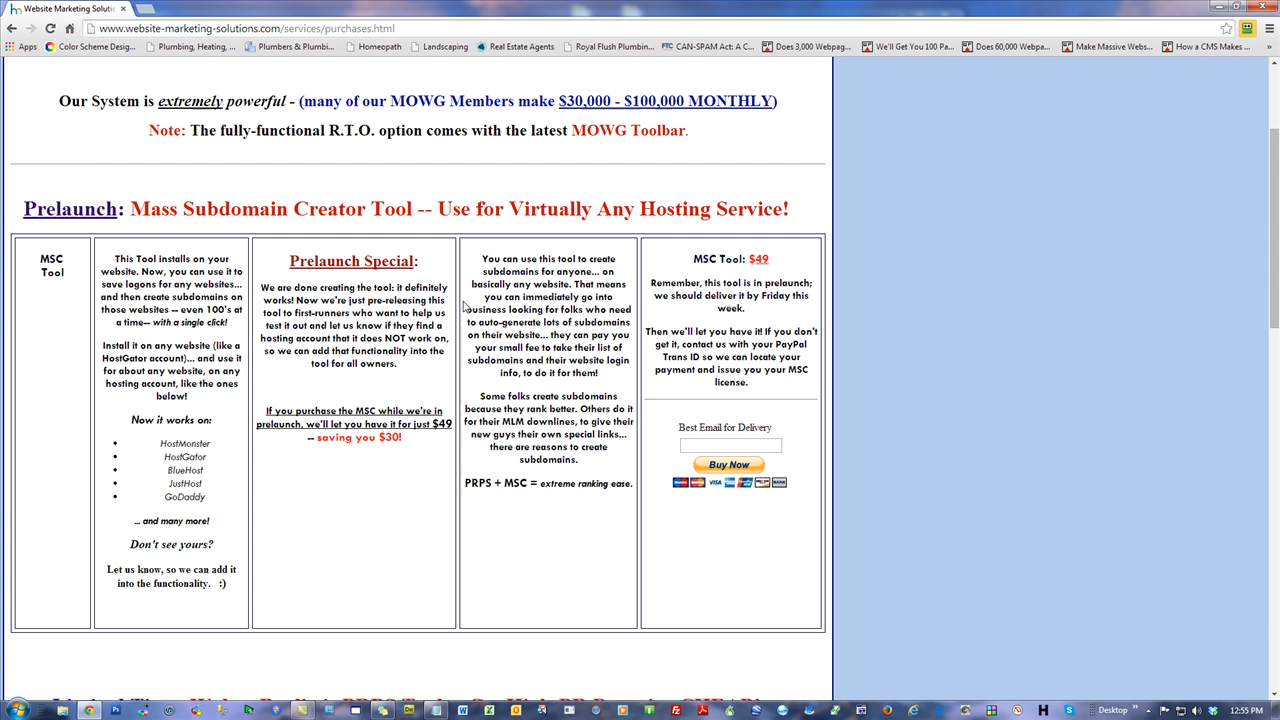 Website Marketing Soluti
www.website-marketing-solutions.com/services/purchases.html
Apps
Color Scheme Desig...
Plumbing, Heating, ...
Plumbers & Plumbi...
Homeopath
Landscaping
Real Estate Agents
Royal Flush Plumbin...
FTC
CAN-SPAM Act: A C...
Does 3,000 Webpag...
We'll Get You 100 Pa...
Does 60,000 Webpa...
Make Massive Webs...
How a CMS Makes ...
»
Our System is extremely powerful - (many of our MOWG Members make $30,000 - $100,000 MONTHLY)
Note: The fully-functional R.T.O. option comes with the latest MOWG Toolbar.
Prelaunch: Mass Subdomain Creator Tool -- Use for Virtually Any Hosting Service!
MSC
Tool
This Tool installs on your
website. Now, you can use it to
save logons for any websites...
and then create subdomains on
those websites -- even 100's at
a time-- with a single click!
Install it on any website (like a
HostGator account)... and use it
for about any website, on any
hosting account, like the ones
below!
Now it works on:
• HostMonster
• HostGator
• BlueHost
• JustHost
• GoDaddy
... and many more!
Don't see yours?
Let us know, so we can add it
into the functionality. :)
Prelaunch Special:
We are done creating the tool: it definitely
works! Now we're just pre-releasing this
tool to first-runners who want to help us
test it out and let us know if they find a
hosting account that it does NOT work on,
so we can add that functionality into the
tool for all owners.
If you purchase the MSC while we're in
prelaunch, we'll let you have it for just $49
-- saving you $30!
You can use this tool to create
subdomains for anyone... on
basically any website. That means
you can immediately go into
business looking for folks who need
to auto-generate lots of subdomains
on their website... they can pay you
your small fee to take their list of
subdomains and their website login
info, to do it for them!
Some folks create subdomains
because they rank better. Others do it
for their MLM downlines, to give their
new guys their own special links...
there are reasons to create
subdomains.
PRPS + MSC = extreme ranking ease.
MSC Tool: $49
Remember, this tool is in prelaunch;
we should deliver it by Friday this
week.
Then we'll let you have it! If you don't
get it, contact us with your PayPal
Trans ID so we can locate your
payment and issue you your MSC
license.
Best Email for Delivery
Buy Now
VISA
BANK
Desktop
»
12:55 PM